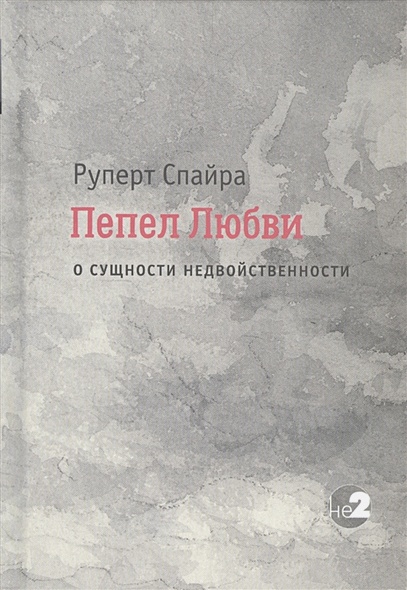 Руперт Спайра
Пепел Любви
О СУЩНОСТИ НЕДВОЙСТВЕННОСТИ
не2